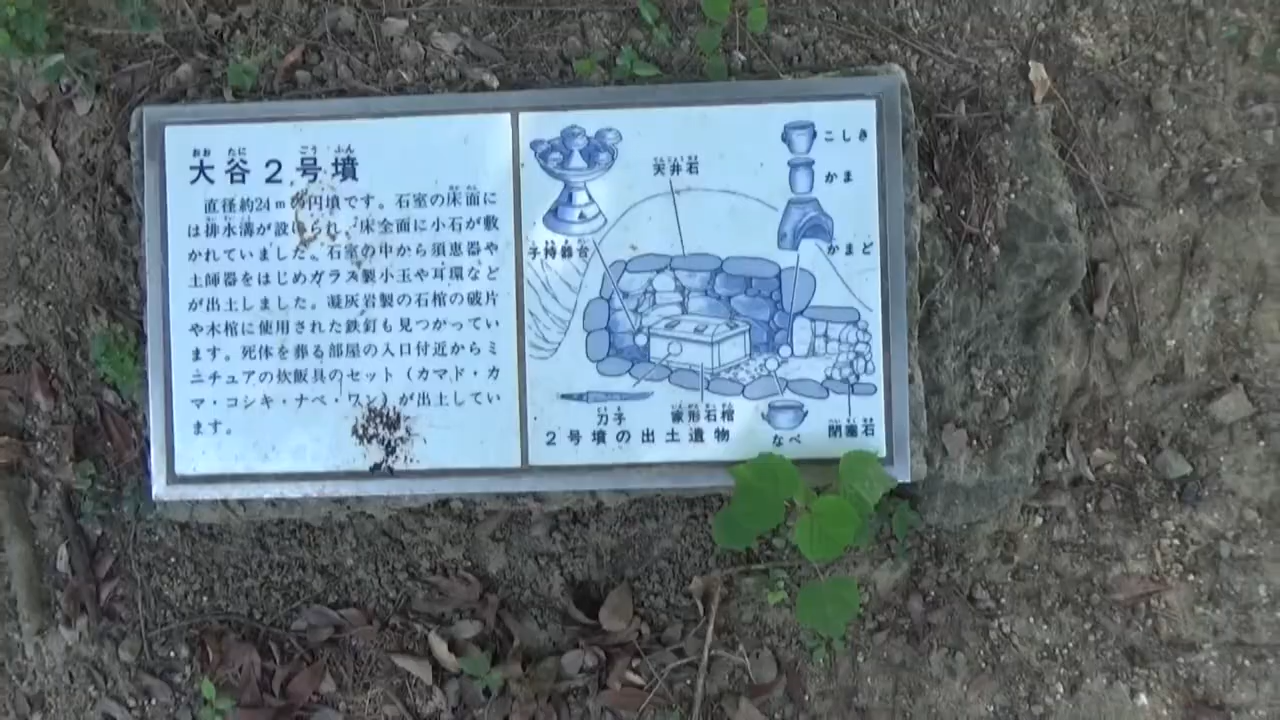 大谷2号墳
おお たに ごう ふん
直径約24mの円墳です。石室の床面に
は排水溝が設けられ、床全面に小石が敷
かれていました。石室の中から須恵器や
土師器をはじめガラス製小玉や耳環など
が出土しました。凝灰岩製の石棺の破片
や木棺に使用された鉄釘も見つかってい
ます。死体を葬る部屋の入口付近からミ
ニチュアの炊飯具のセット(カマド・カ
マ・コシキ・ナベ・ワン)が出土してい
ます。
こしき
天井石
かま
子持器台
かまど
刀子
家形石棺
なべ
閉塞石
2号墳の出土遺物